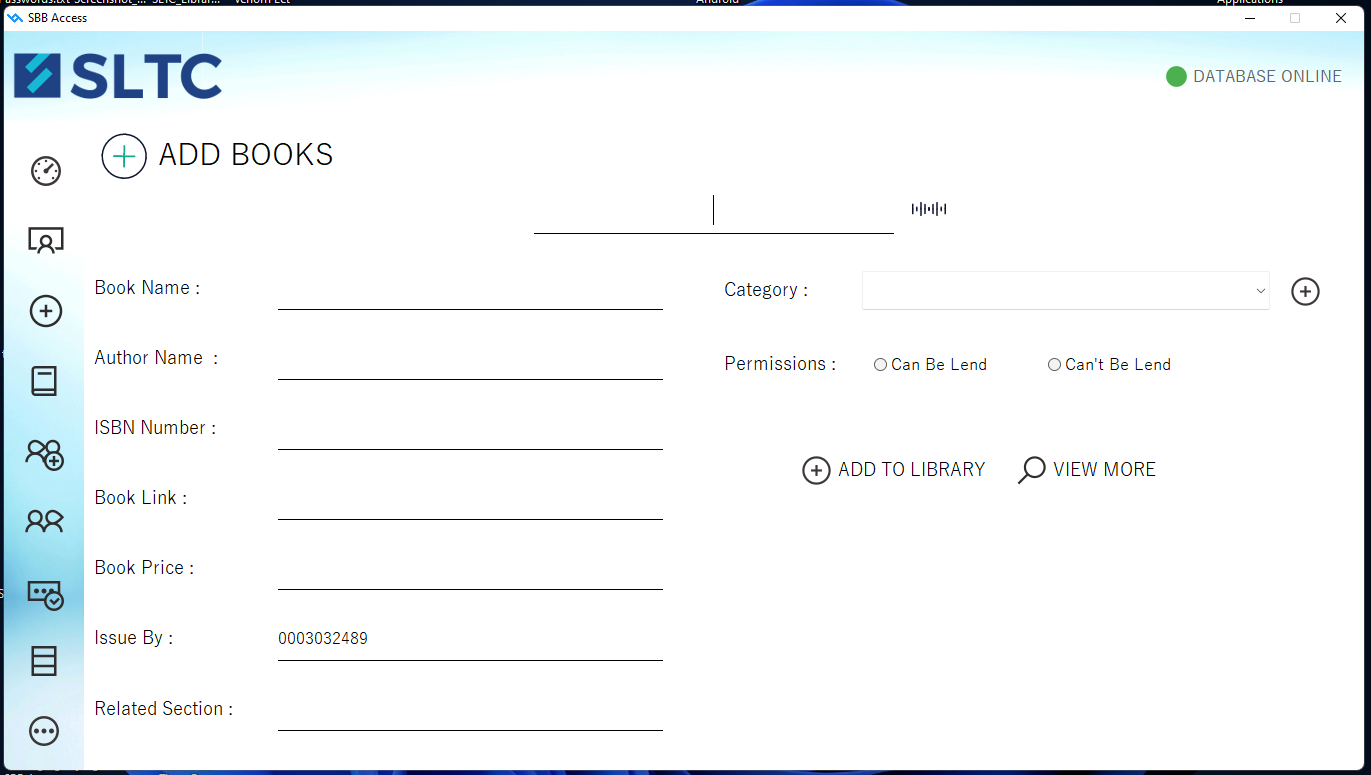 SBB Access
SLTC
DATABASE ONLINE
ADD BOOKS
Book Name :
Category :
Author Name :
Permissions :
Can Be Lend
Can't Be Lend
ISBN Number :
ADD TO LIBRARY
VIEW MORE
Book Link :
Book Price :
Issue By :
0003032489
Related Section :